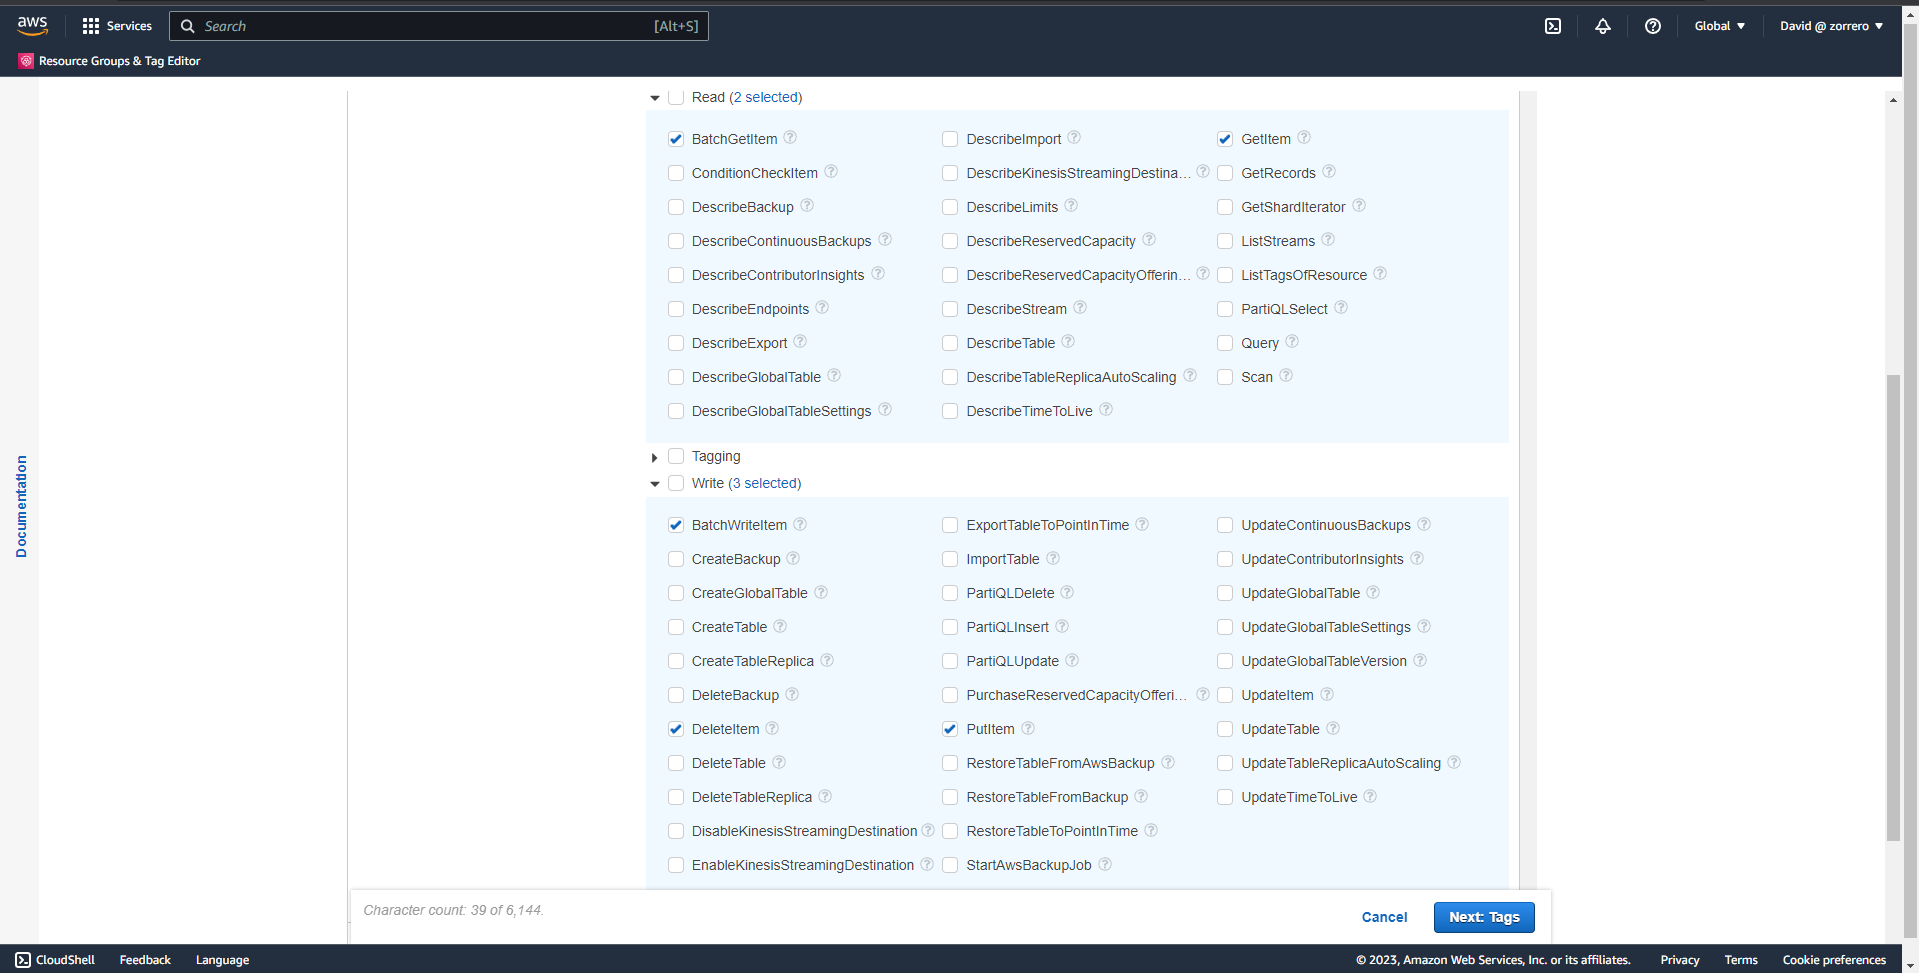 aws Services Search [Alt+S] Global David @ zorrero
Resource Groups & Tag Editor
Read (2 selected)
BatchGetItem DescribeImport GetItem
ConditionCheckItem DescribeKinesisStreamingDestina... GetRecords
DescribeBackup DescribeLimits GetShardIterator
DescribeContinuousBackups DescribeReservedCapacity ListStreams
DescribeContributorInsights DescribeReservedCapacityOfferin... ListTagsOfResource
DescribeEndpoints DescribeStream PartiQLSelect
DescribeExport DescribeTable Query
DescribeGlobalTable DescribeTableReplicaAutoScaling Scan
DescribeGlobalTableSettings DescribeTimeToLive
Tagging
Documentation
Write (3 selected)
BatchWriteItem ExportTableToPointInTime UpdateContinuousBackups
CreateBackup ImportTable UpdateContributorInsights
CreateGlobalTable PartiQLDelete UpdateGlobalTable
CreateTable PartiQLInsert UpdateGlobalTableSettings
CreateTableReplica PartiQLUpdate UpdateGlobalTableVersion
DeleteBackup PurchaseReservedCapacityOfferi... UpdateItem
DeleteItem PutItem UpdateTable
DeleteTable RestoreTableFromAwsBackup UpdateTableReplicaAutoScaling
DeleteTableReplica RestoreTableFromBackup UpdateTimeToLive
DisableKinesisStreamingDestination RestoreTableToPointInTime
EnableKinesisStreamingDestination StartAwsBackupJob
Character count: 39 of 6,144.
Cancel Next: Tags
CloudShell Feedback Language © 2023, Amazon Web Services, Inc. or its affiliates. Privacy Terms Cookie preferences